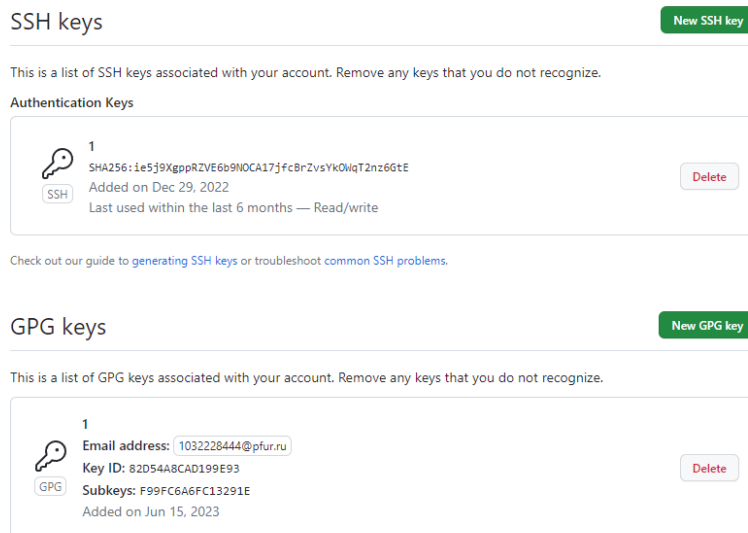 SSH keys
New SSH key
This is a list of SSH keys associated with your account. Remove any keys that you do not recognize.
Authentication Keys
1
SHA256:ie5j9XgppRZVE6b9NOCA17jfcBrZvsYkOWqT2nz6GtE
Added on Dec 29, 2022
Last used within the last 6 months — Read/write
SSH
Delete
Check out our guide to generating SSH keys or troubleshoot common SSH problems.
GPG keys
New GPG key
This is a list of GPG keys associated with your account. Remove any keys that you do not recognize.
1
Email address: 1032228444@pfur.ru
Key ID: 82D54A8CAD199E93
Subkeys: F99FC6A6FC13291E
Added on Jun 15, 2023
GPG
Delete